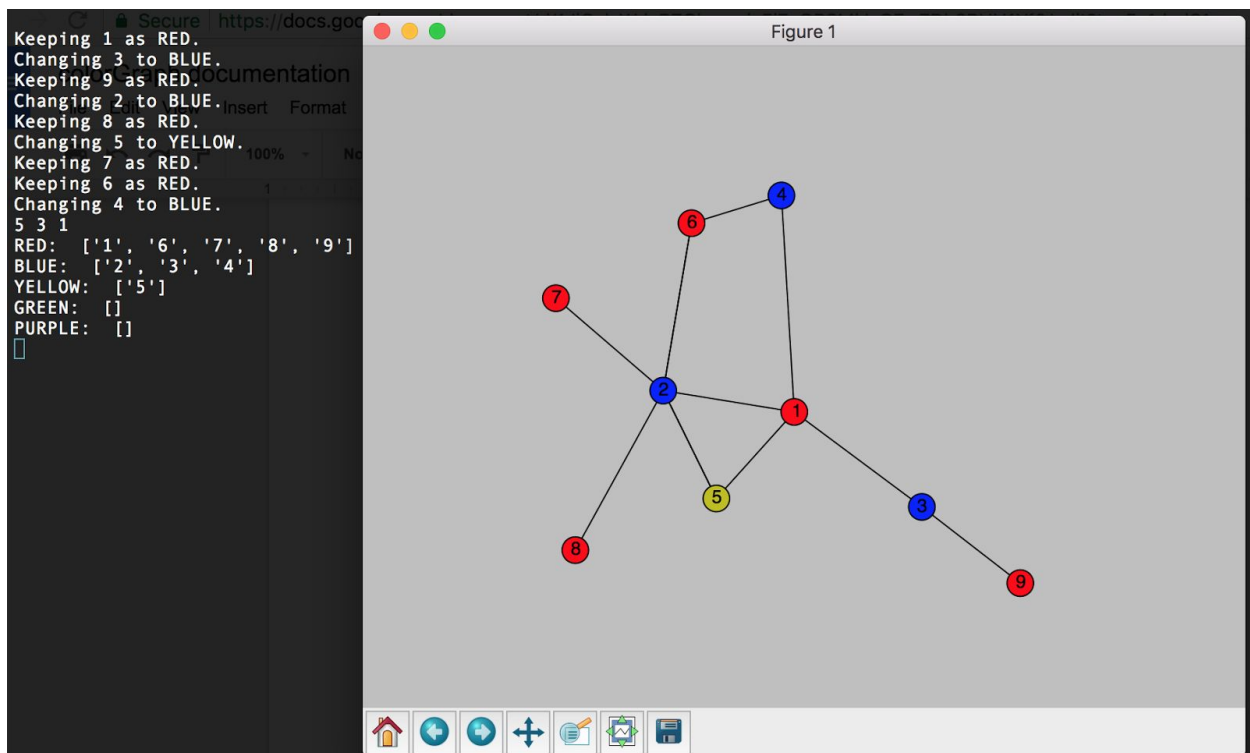 Secure https://docs.goo
Keeping 1 as RED.
Changing 3 to BLUE.
Keeping 9 as RED.
Changing 2 to BLUE.
Keeping 8 as RED.
Changing 5 to YELLOW.
Keeping 7 as RED.
Keeping 6 as RED.
Changing 4 to BLUE.
5 3 1
RED:  ['1', '6', '7', '8', '9']
BLUE:  ['2', '3', '4']
YELLOW:  ['5']
GREEN:  []
PURPLE:  []
documentation
View Insert Format
100%
1
Figure 1
4
6
7
2
1
5
3
8
9